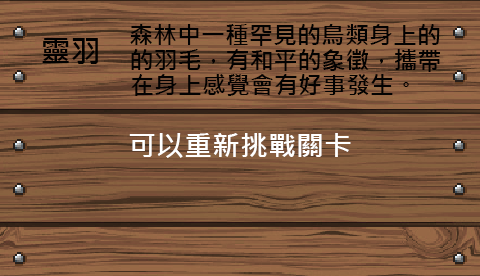 靈羽
森林中一種罕見的鳥類身上的
的羽毛，有和平的象徵，攜帶
在身上感覺會有好事發生。
可以重新挑戰關卡